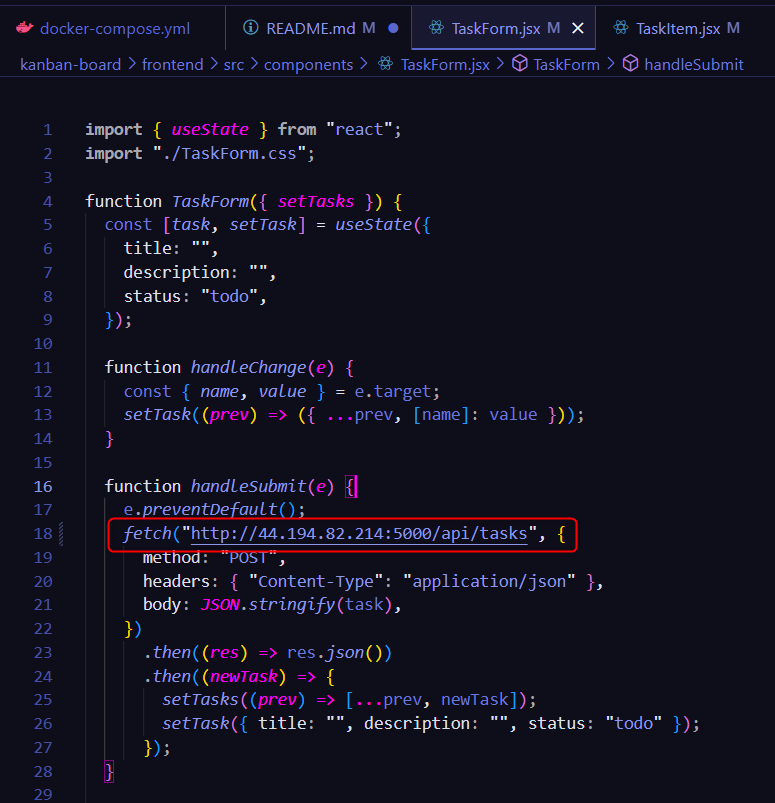 docker-compose.yml README.md M TaskForm.jsx M TaskItem.jsx M
kanban-board > frontend > src > components > TaskForm.jsx > TaskForm > handleSubmit
1 import { useState } from "react";
2 import "./TaskForm.css";
3
4 function TaskForm({ setTasks }) {
5 const [task, setTask] = useState({
6 title: "",
7 description: "",
8 status: "todo",
9 });
10
11 function handleChange(e) {
12 const { name, value } = e.target;
13 setTask((prev) => ({ ...prev, [name]: value }));
14 }
15
16 function handleSubmit(e) {
17 e.preventDefault();
18 fetch("http://44.194.82.214:5000/api/tasks", {
19 method: "POST",
20 headers: { "Content-Type": "application/json" },
21 body: JSON.stringify(task),
22 })
23 .then((res) => res.json())
24 .then((newTask) => {
25 setTasks((prev) => [...prev, newTask]);
26 setTask({ title: "", description: "", status: "todo" });
27 });
28 }
29